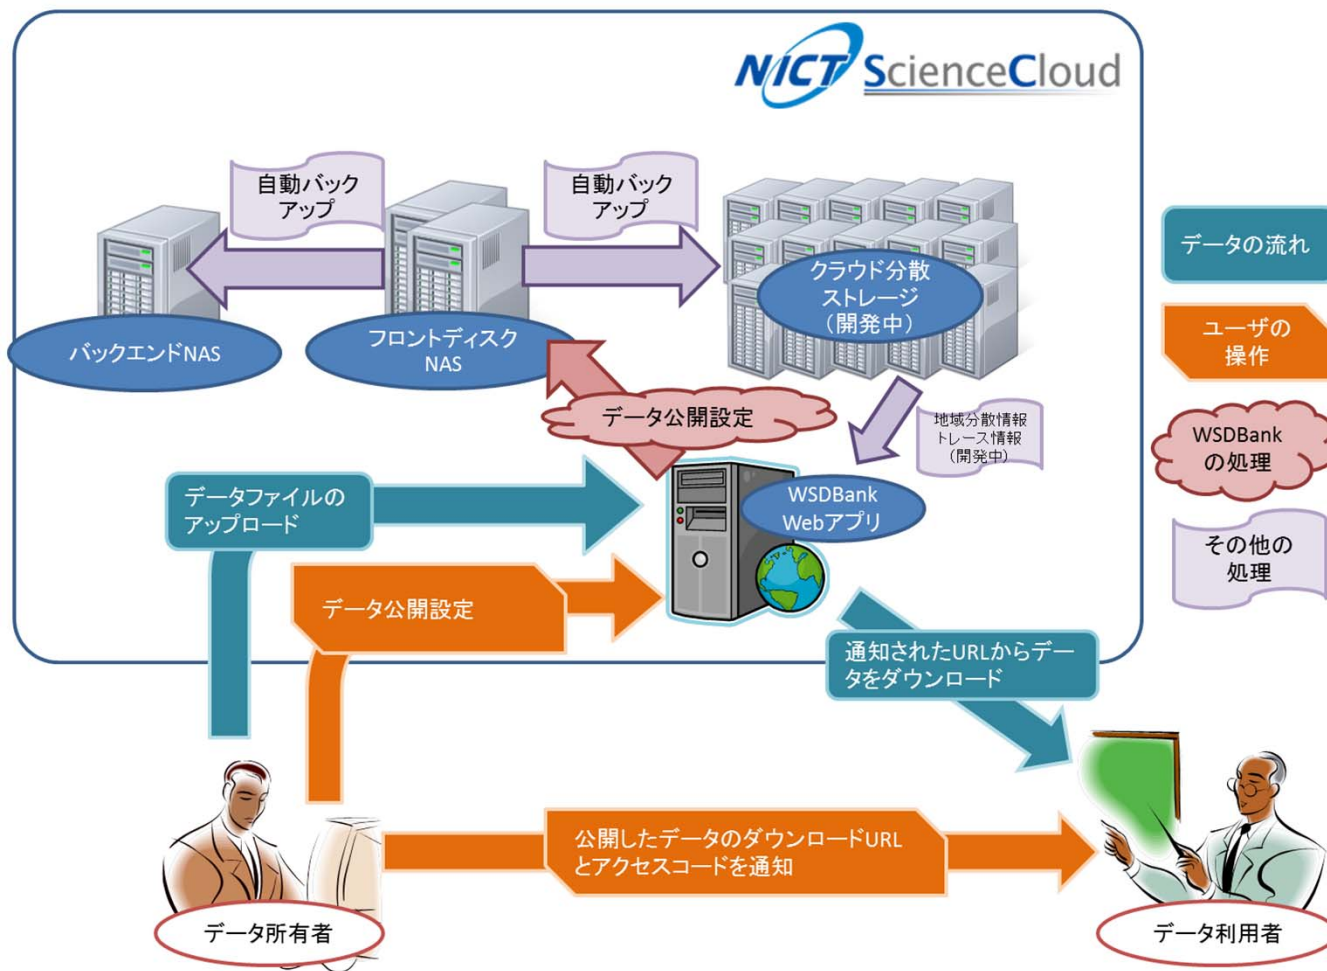 NICT ScienceCloud
自動バック
アップ
自動バック
アップ
クラウド分散
ストレージ
（開発中）
バックエンドNAS
フロントディスク
NAS
データ公開設定
地域分散情報
トレース情報
（開発中）
WSDBank
Webアプリ
データファイルの
アップロード
データ公開設定
通知されたURLからデー
タをダウンロード
公開したデータのダウンロードURL
とアクセスコードを通知
データ所有者
データ利用者
データの流れ
ユーザの
操作
WSDBank
の処理
その他の
処理